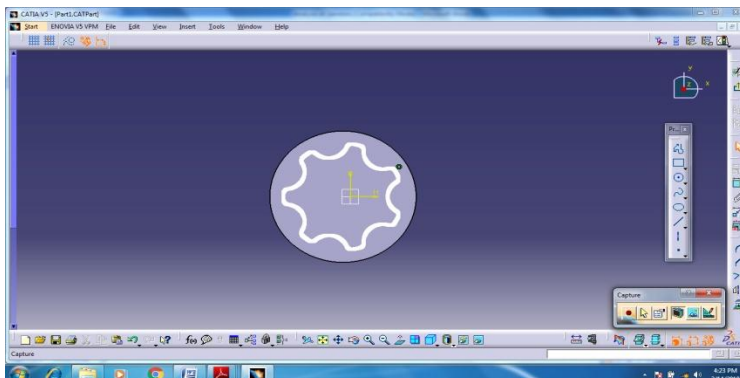 CATIA V5 - [Part1.CATPart]
Start ENOVIA V5 VPM File Edit View Insert Tools Window Help
y
x
z
Pr...
Capture
Capture
4:23 PM